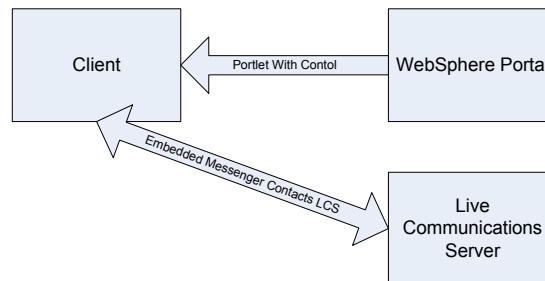 Client
Portlet With Contol
WebSphere Porta
Embedded Messenger Contacts LCS
Live
Communications
Server